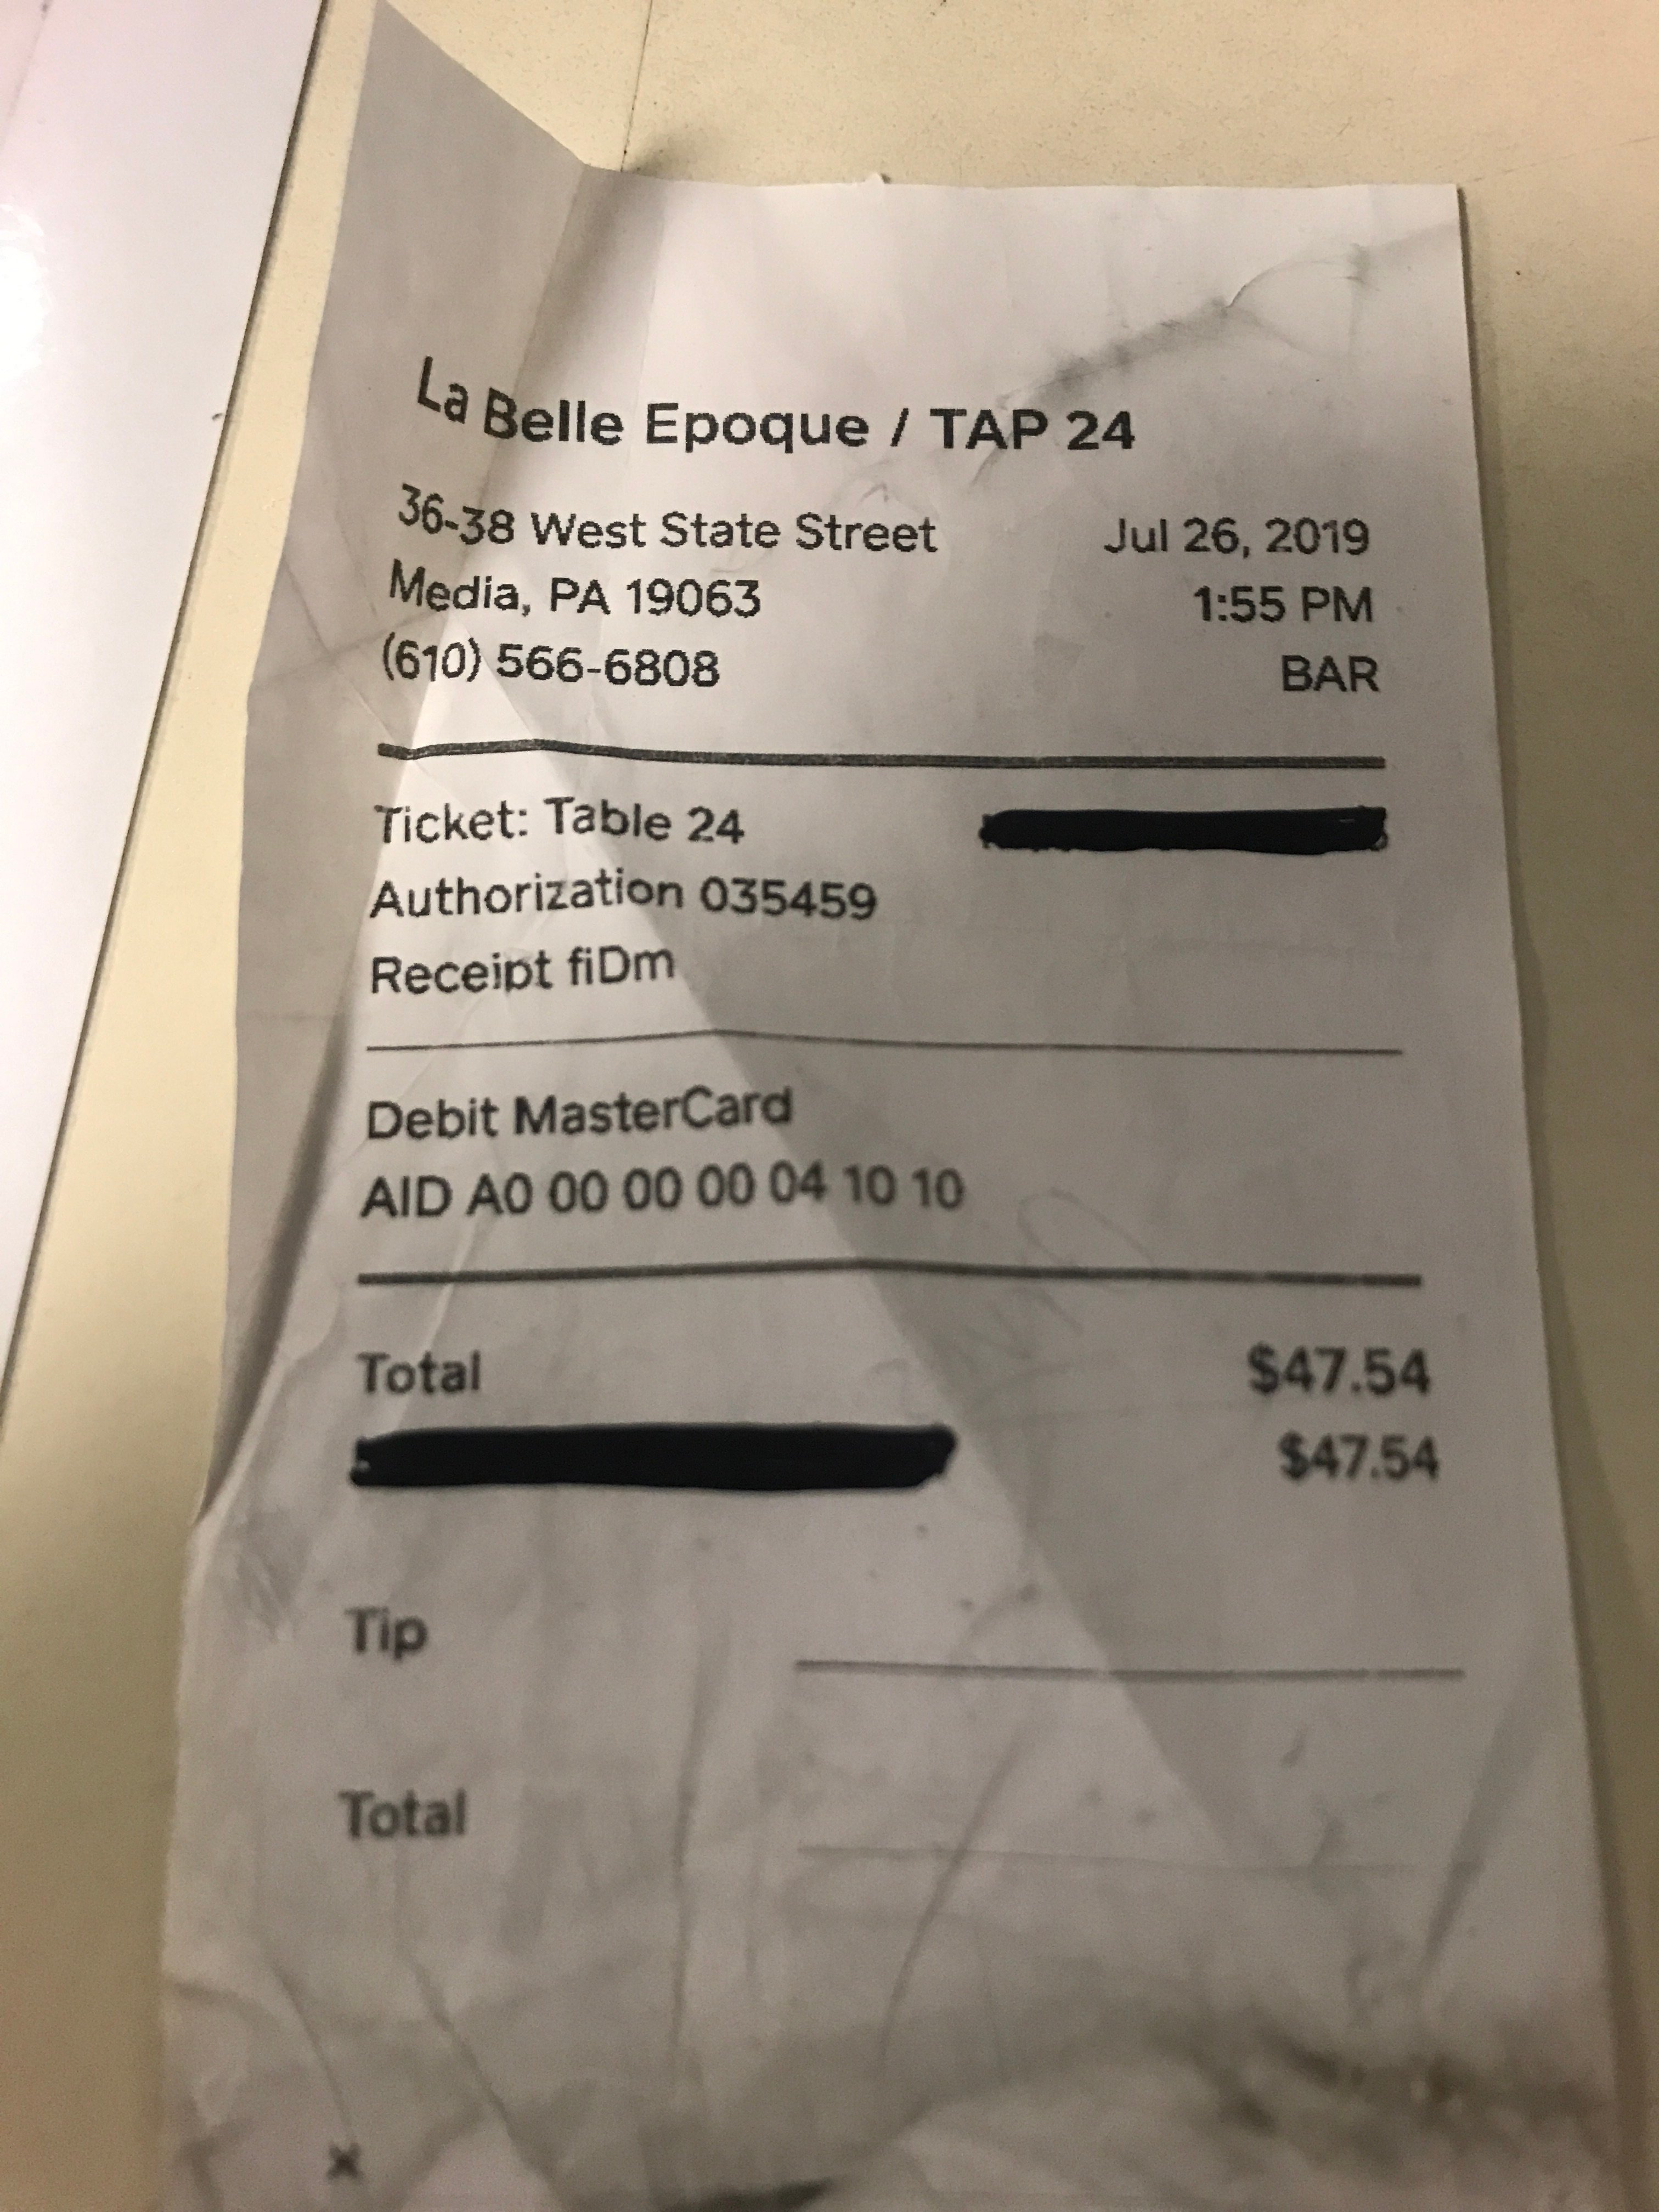 La Belle Epoque / TAP 24
36-38 West State Street
Jul 26, 2019
Media, PA 19063
1:55 PM
(610) 566-6808
BAR
Ticket: Table 24
Authorization 035459
Receipt fiDm
Debit MasterCard
AID A0 00 00 00 04 10 10
Total $47.54
$47.54
Tip
Total
x